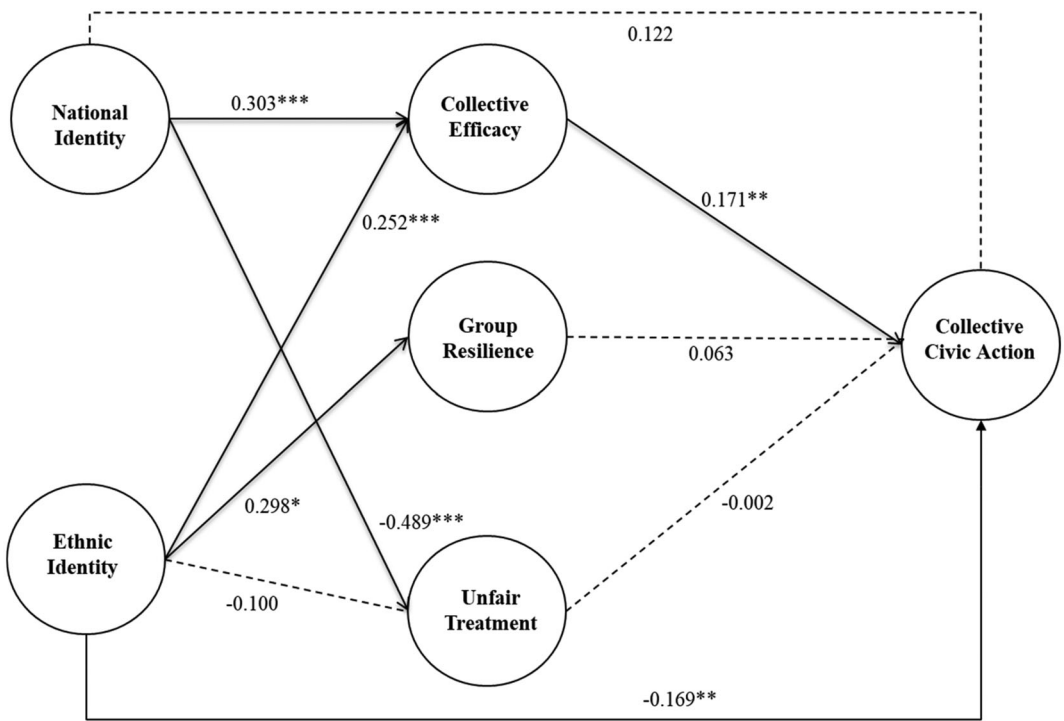 0.122
National
Identity
0.303***
Collective
Efficacy
0.171**
0.252***
Group
Resilience
0.063
Collective
Civic Action
0.298*
-0.489***
-0.002
Ethnic
Identity
-0.100
Unfair
Treatment
-0.169**